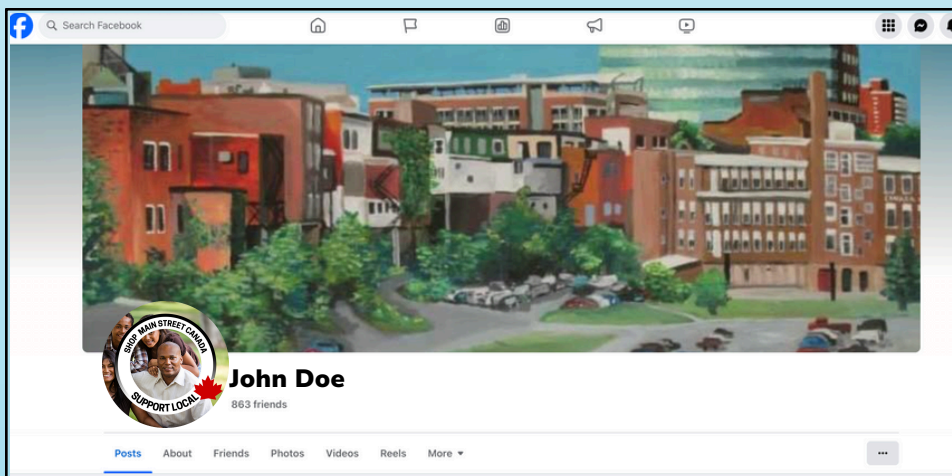 Search Facebook
SHOP MAIN STREET CANADA
SUPPORT LOCAL
John Doe
863 friends
Posts About Friends Photos Videos Reels More